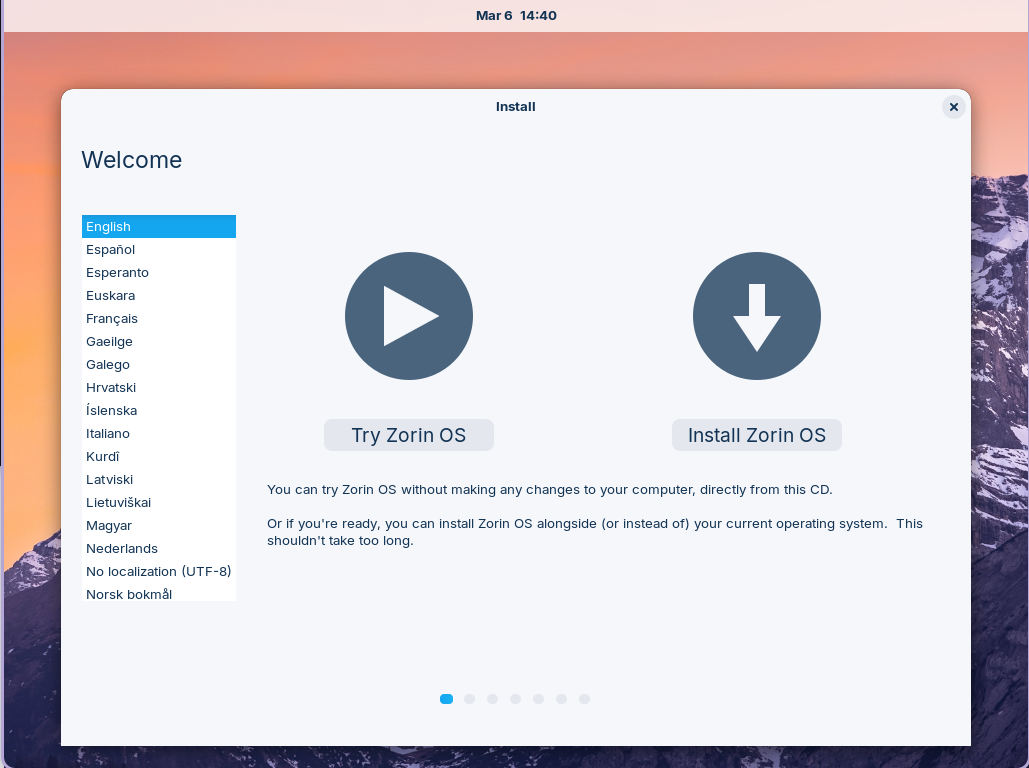 Mar 6  14:40
Install
Welcome
English
Español
Esperanto
Euskara
Français
Gaeilge
Galego
Hrvatski
Íslenska
Italiano
Kurdî
Latviski
Lietuviškai
Magyar
Nederlands
No localization (UTF-8)
Norsk bokmål
Try Zorin OS
Install Zorin OS
You can try Zorin OS without making any changes to your computer, directly from this CD.
Or if you're ready, you can install Zorin OS alongside (or instead of) your current operating system.  This
shouldn't take too long.